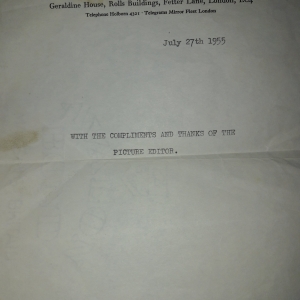 Geraldine House, Rolls Buildings, Fetter Lane, London, EC4
Telephone Holborn 4321 · Telegrams Mirror Fleet London
July 27th 1955
WITH THE COMPLIMENTS AND THANKS OF THE
PICTURE EDITOR.